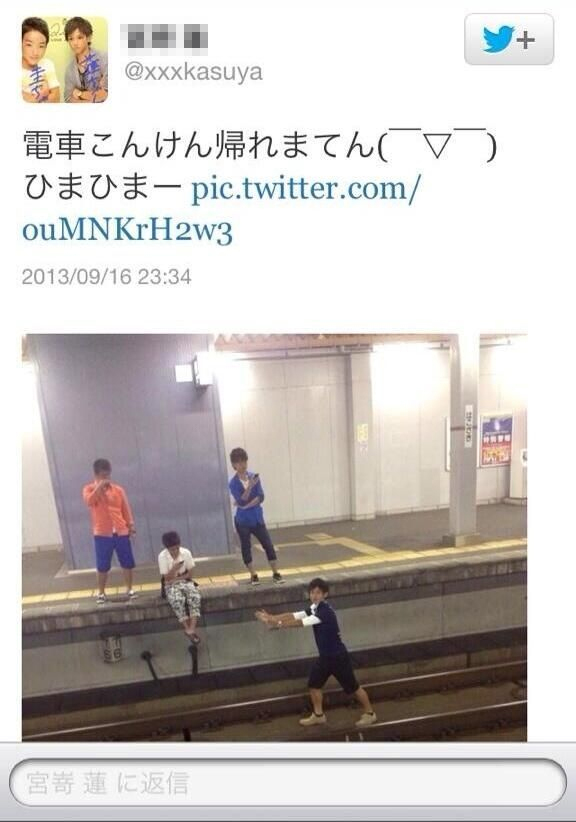 @xxxkasuya
電車こんけん帰れまてん(￣▽￣)
ひまひまー pic.twitter.com/
ouMNKrH2w3
2013/09/16 23:34
宮嵜 蓮 に返信